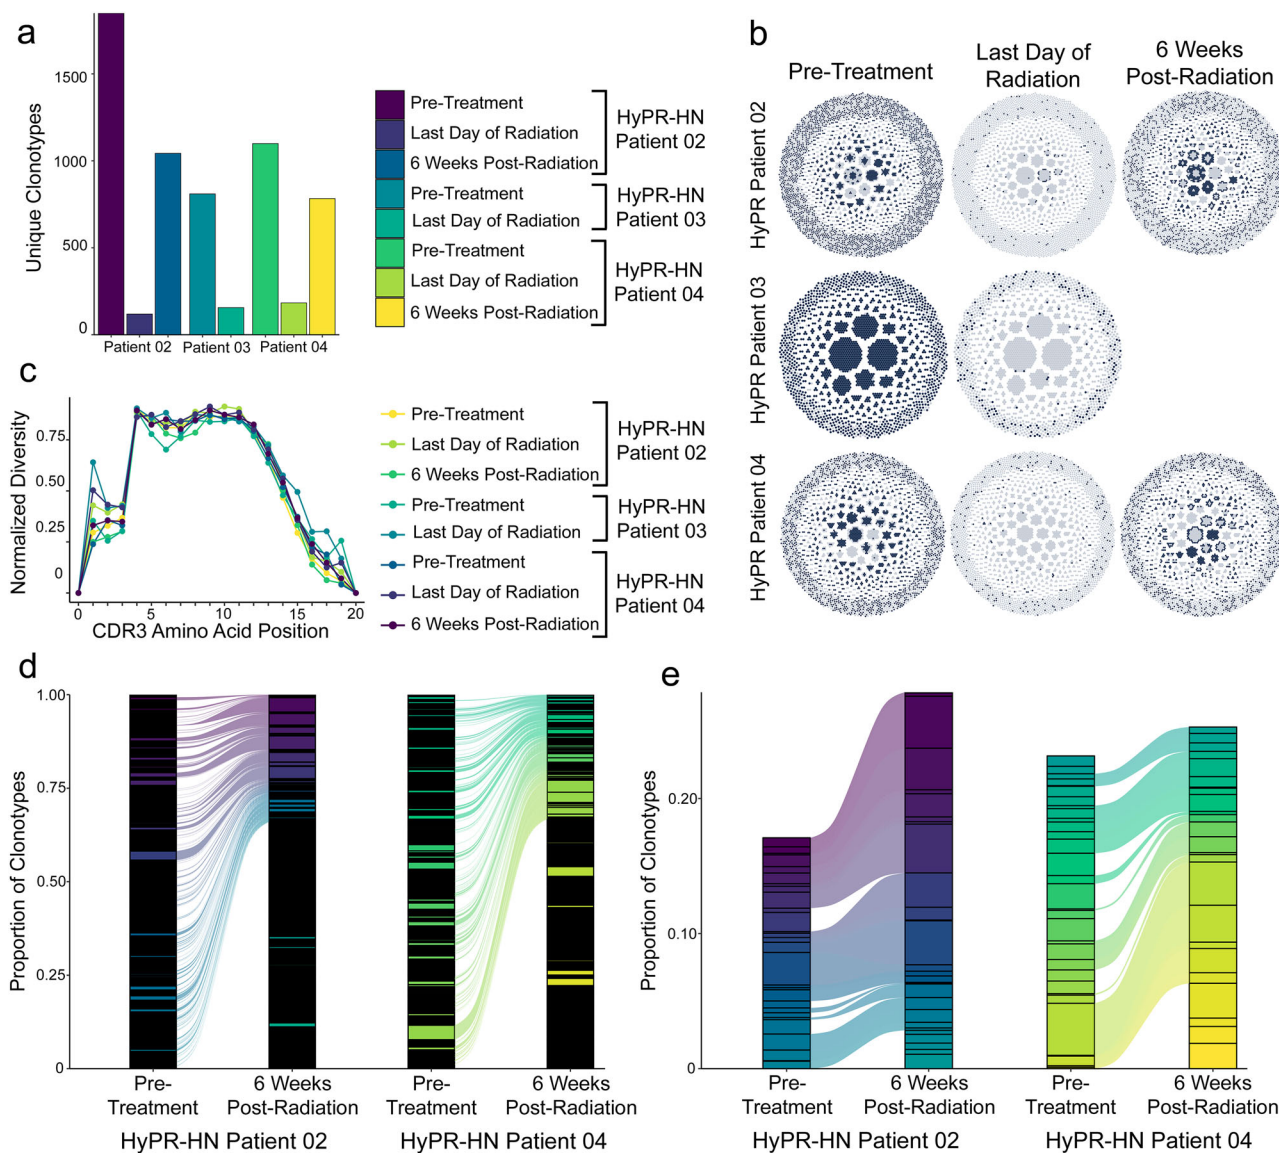 a
Unique Clonotypes
1500
1000
500
0
Patient 02
Patient 03
Patient 04
Pre-Treatment
Last Day of Radiation
6 Weeks Post-Radiation
HyPR-HN
Patient 02
Pre-Treatment
Last Day of Radiation
HyPR-HN
Patient 03
Pre-Treatment
Last Day of Radiation
6 Weeks Post-Radiation
HyPR-HN
Patient 04
b
Pre-Treatment
Last Day of
Radiation
6 Weeks
Post-Radiation
HyPR Patient 02
HyPR Patient 03
HyPR Patient 04
c
Normalized Diversity
0.75
0.50
0.25
0
0
5
10
15
20
CDR3 Amino Acid Position
Pre-Treatment
Last Day of Radiation
6 Weeks Post-Radiation
HyPR-HN
Patient 02
Pre-Treatment
Last Day of Radiation
HyPR-HN
Patient 03
Pre-Treatment
Last Day of Radiation
6 Weeks Post-Radiation
HyPR-HN
Patient 04
d
Proportion of Clonotypes
1.00
0.75
0.50
0.25
0
Pre-
Treatment
6 Weeks
Post-Radiation
HyPR-HN Patient 02
Pre-
Treatment
6 Weeks
Post-Radiation
HyPR-HN Patient 04
e
Proportion of Clonotypes
0.20
0.10
0
Pre-
Treatment
6 Weeks
Post-Radiation
HyPR-HN Patient 02
Pre-
Treatment
6 Weeks
Post-Radiation
HyPR-HN Patient 04